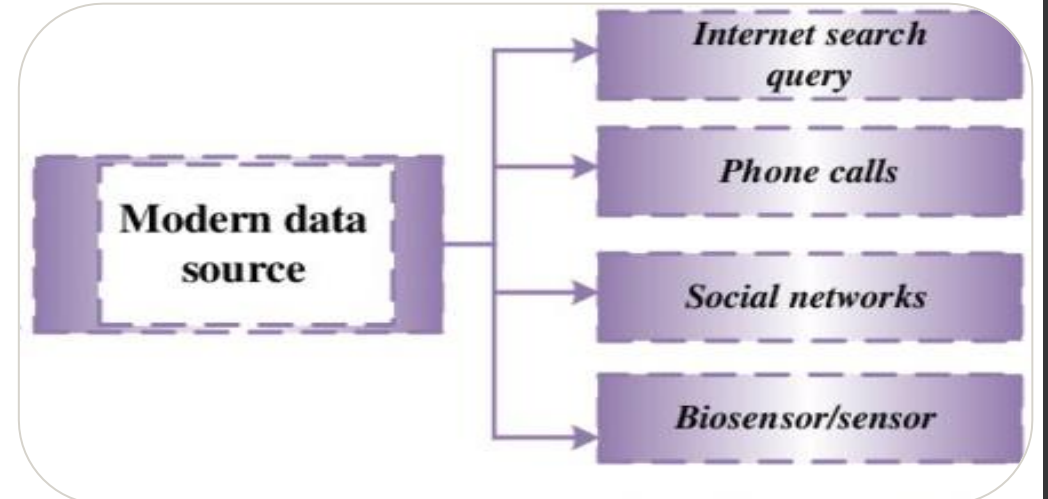 Internet search
query
Phone calls
Modern data
source
Social networks
Biosensor/sensor